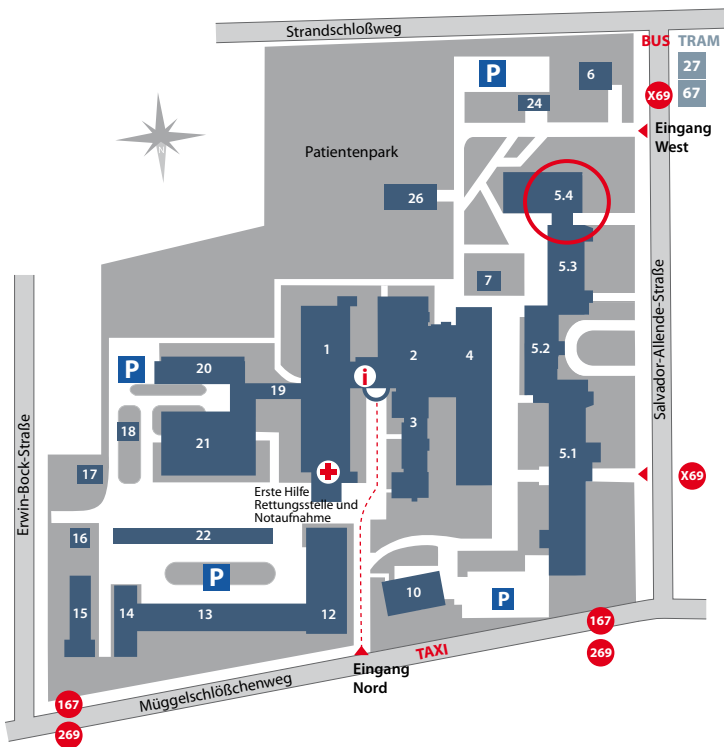 Strandschloßweg
BUS TRAM
27
67
X69
Eingang
West
P
6
24
Patientenpark
26
5.4
5.3
7
Salvador-Allende-Straße
1
2
4
5.2
i
P
20
19
3
18
21
5.1
17
X69
Erste Hilfe
Rettungsstelle und
Notaufnahme
Erwin-Bock-Straße
16
22
P
10
P
15
14
13
12
167
TAXI
269
Eingang
Nord
Müggelschlößchenweg
167
269